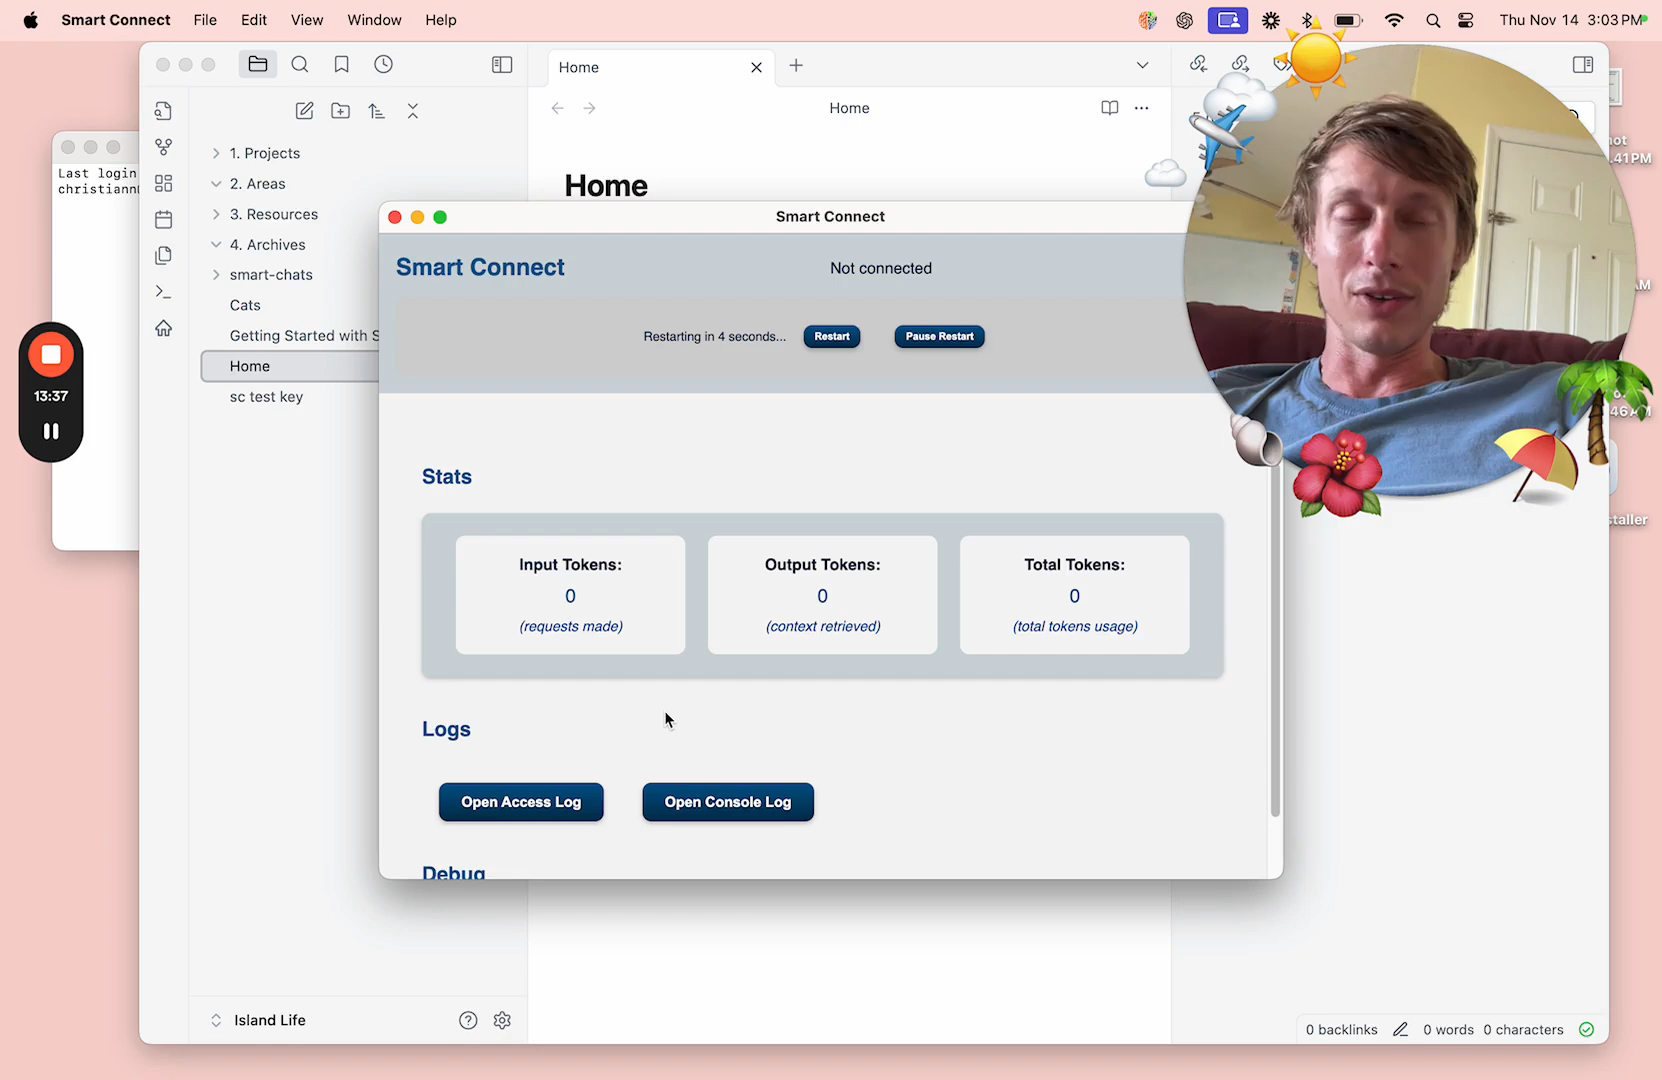 Smart Connect File Edit View Window Help
Thu Nov 14 3:03 PM
Home
Home
Last login
christiann
1. Projects
2. Areas
3. Resources
4. Archives
smart-chats
Cats
Getting Started with S
Home
sc test key
Home
13:37
Smart Connect
Smart Connect
Not connected
Restarting in 4 seconds...
Restart
Pause Restart
Stats
Input Tokens:
0
(requests made)
Output Tokens:
0
(context retrieved)
Total Tokens:
0
(total tokens usage)
Logs
Open Access Log
Open Console Log
Debug
Island Life
0 backlinks 0 words 0 characters
.41PM
46AM
staller